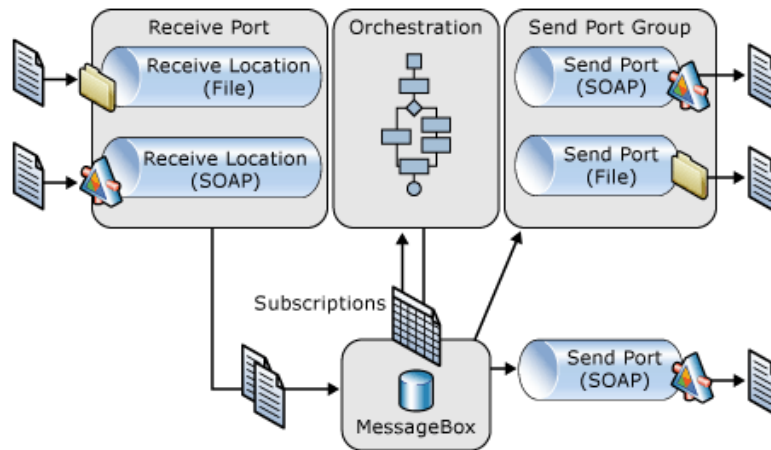 Receive Port
Receive Location
(File)
Receive Location
(SOAP)
Orchestration
Send Port Group
Send Port
(SOAP)
Send Port
(File)
Subscriptions
MessageBox
Send Port
(SOAP)